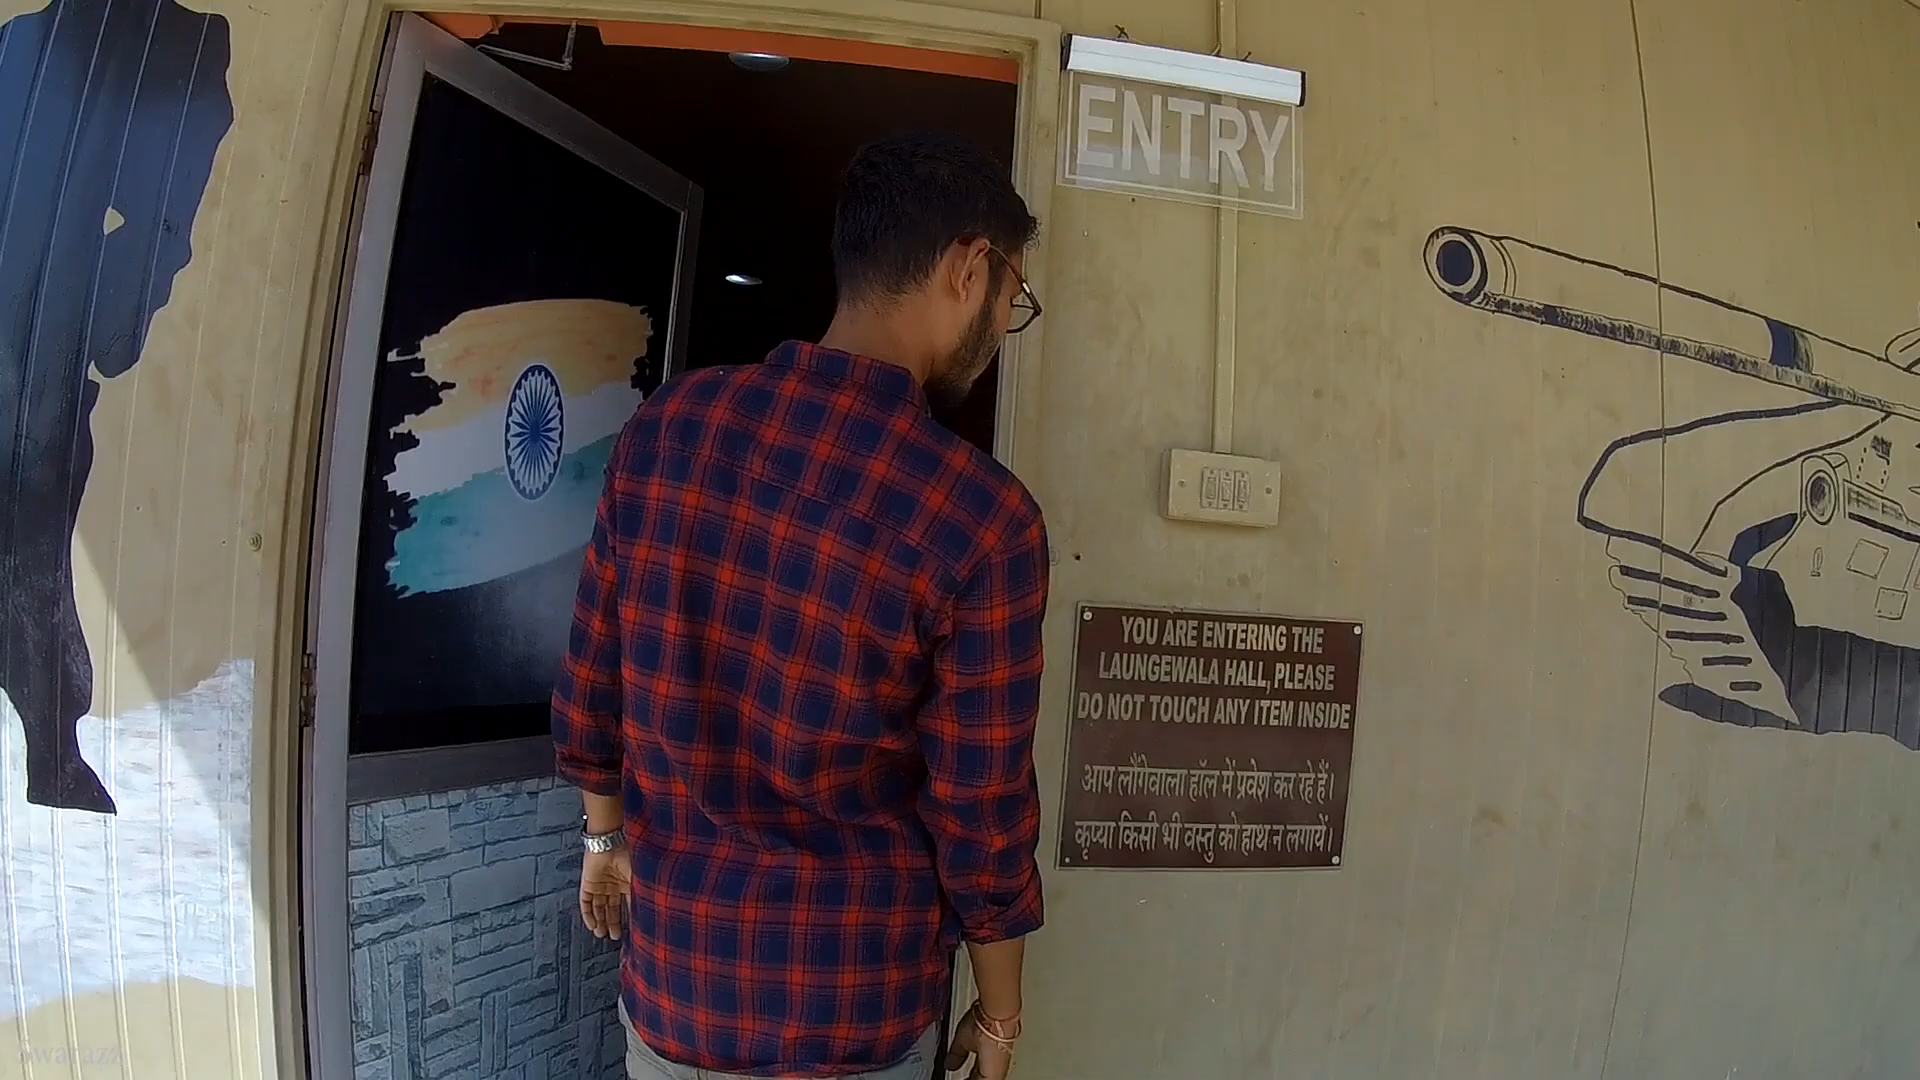 ENTRY
YOU ARE ENTERING THE
LAUNGEWALA HALL, PLEASE
DO NOT TOUCH ANY ITEM INSIDE
आप लौंगेवाला हॉल में प्रवेश कर रहे हैं।
कृप्या किसी भी वस्तु को हाथ न लगायें।